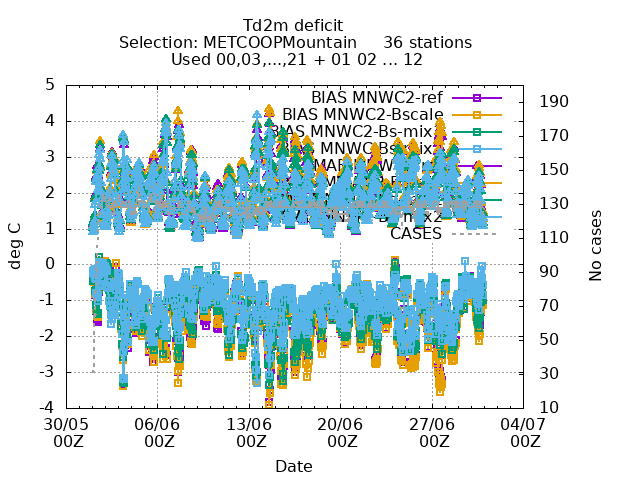 Td2m deficit
Selection: METCOOPMountain 36 stations
Used 00,03,...,21 + 01 02 ... 12
BIAS MNWC2-ref
BIAS MNWC2-Bscale
BIAS MNWC2-Bs-mix
CASES
deg C
No cases
5
4
3
2
1
0
-1
-2
-3
-4
190
170
150
130
110
90
70
50
30
10
30/05 06/06 13/06 20/06 27/06 04/07
00Z 00Z 00Z 00Z 00Z 00Z
Date